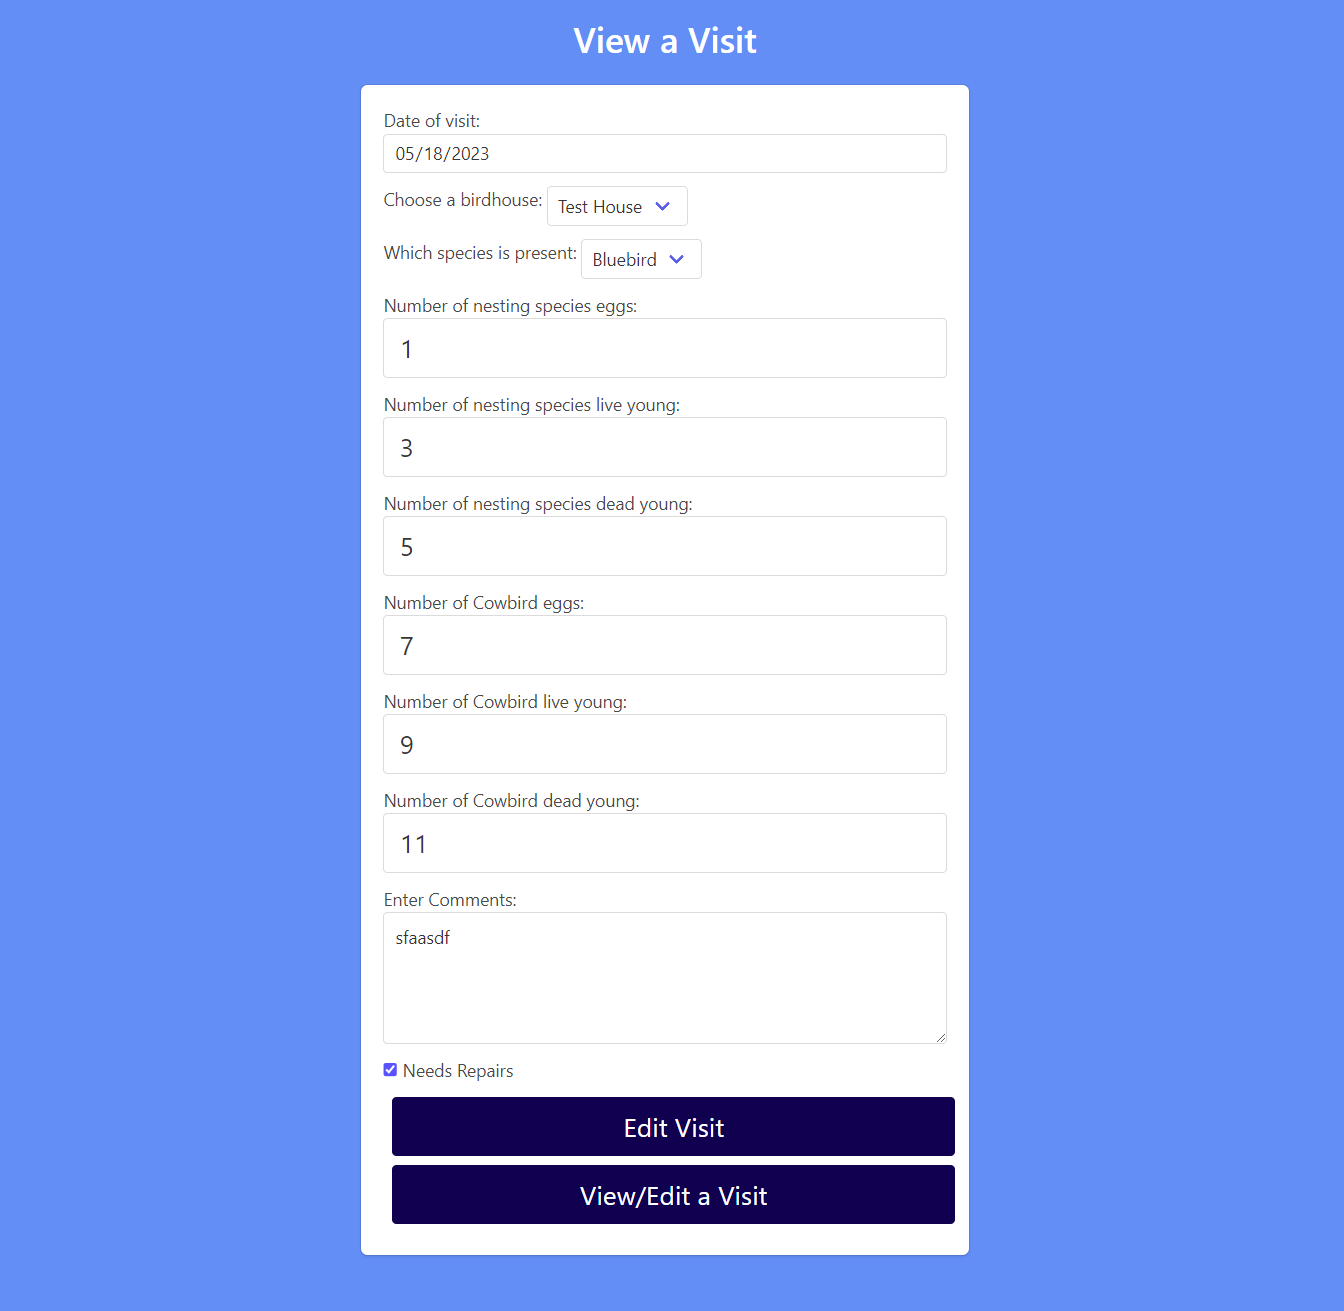 View a Visit
Date of visit:
05/18/2023
Choose a birdhouse: Test House
Which species is present: Bluebird
Number of nesting species eggs:
1
Number of nesting species live young:
3
Number of nesting species dead young:
5
Number of Cowbird eggs:
7
Number of Cowbird live young:
9
Number of Cowbird dead young:
11
Enter Comments:
sfaasdf
Needs Repairs
Edit Visit
View/Edit a Visit